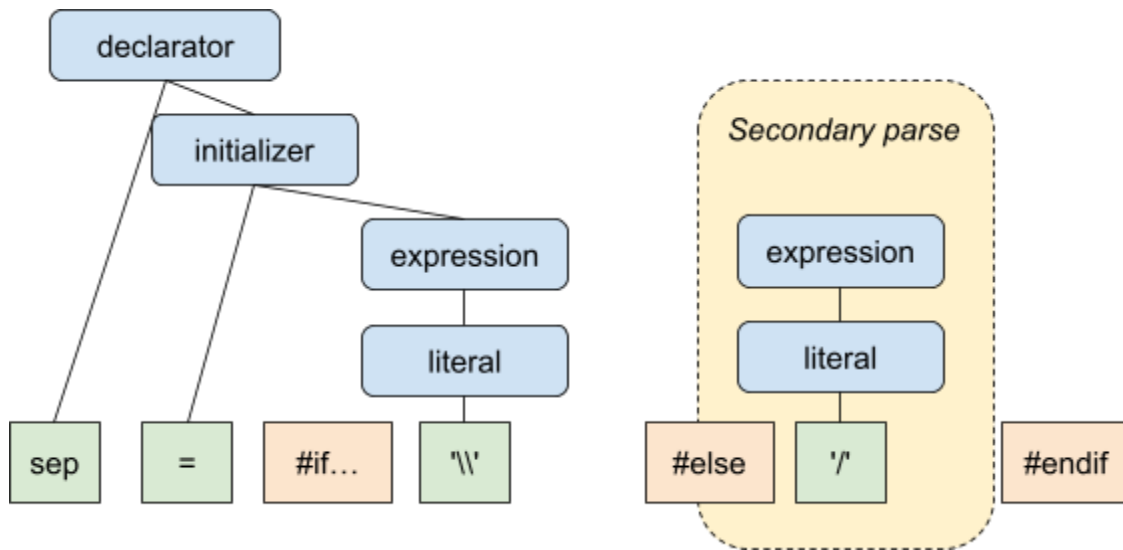 declarator
Secondary parse
initializer
expression
expression
literal
literal
sep
=
#if…
'\\'
#else
'/'
#endif